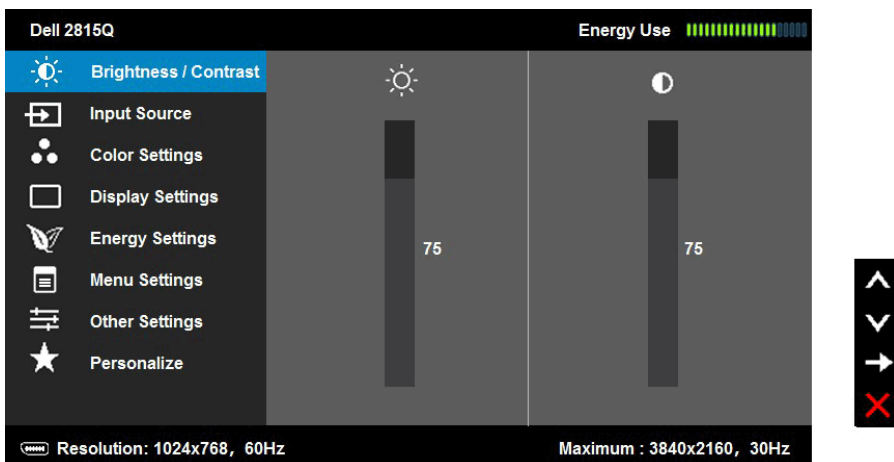 Dell 2815Q
Energy Use
Brightness / Contrast
Input Source
Color Settings
Display Settings
Energy Settings
Menu Settings
Other Settings
Personalize
75
75
Resolution: 1024x768, 60Hz
Maximum : 3840x2160, 30Hz